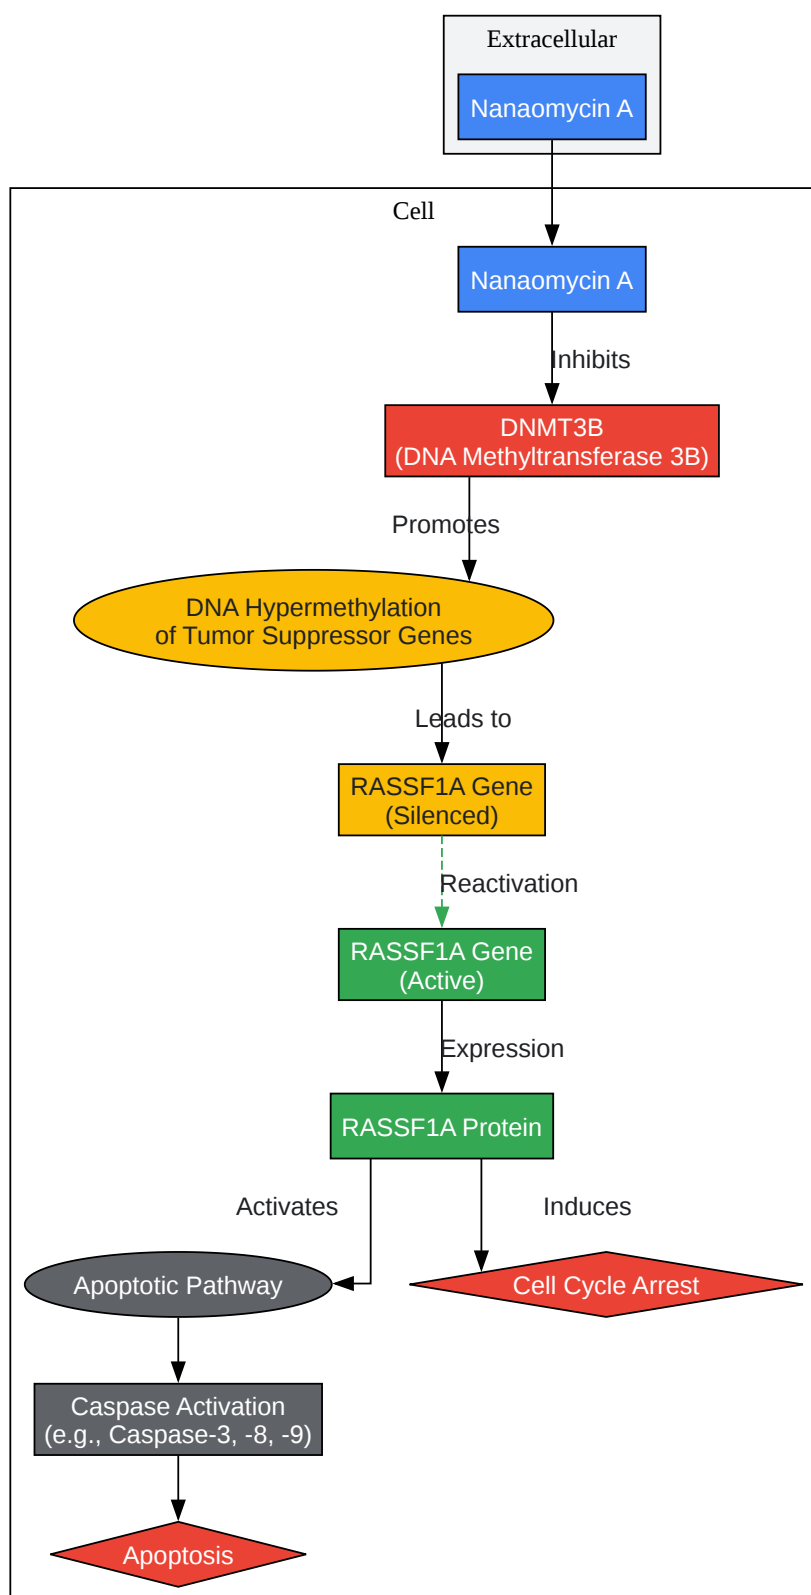 Extracellular
Nanaomycin A
Cell
Nanaomycin A
Inhibits
DNMT3B
(DNA Methyltransferase 3B)
Promotes
DNA Hypermethylation
of Tumor Suppressor Genes
Leads to
RASSF1A Gene
(Silenced)
Reactivation
RASSF1A Gene
(Active)
Expression
RASSF1A Protein
Activates
Induces
Apoptotic Pathway
Cell Cycle Arrest
Caspase Activation
(e.g., Caspase-3, -8, -9)
Apoptosis